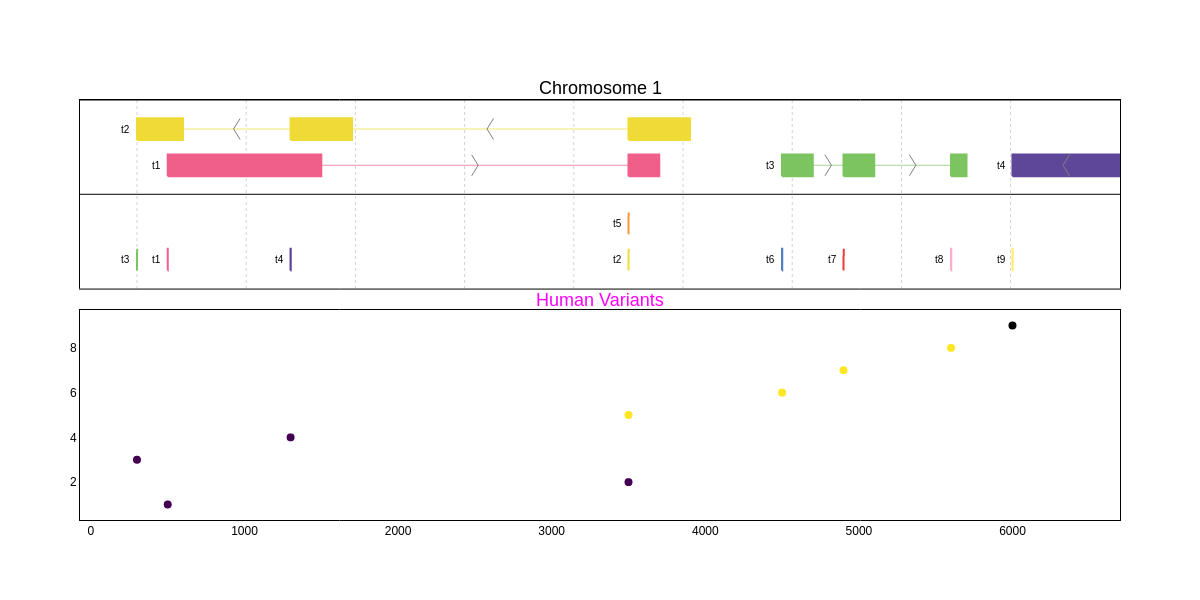 Chromosome 1
t2
t1 t3 t4
t5
t3 t1 t4 t2 t6 t7 t8 t9
Human Variants
8
6
4
2
0 1000 2000 3000 4000 5000 6000